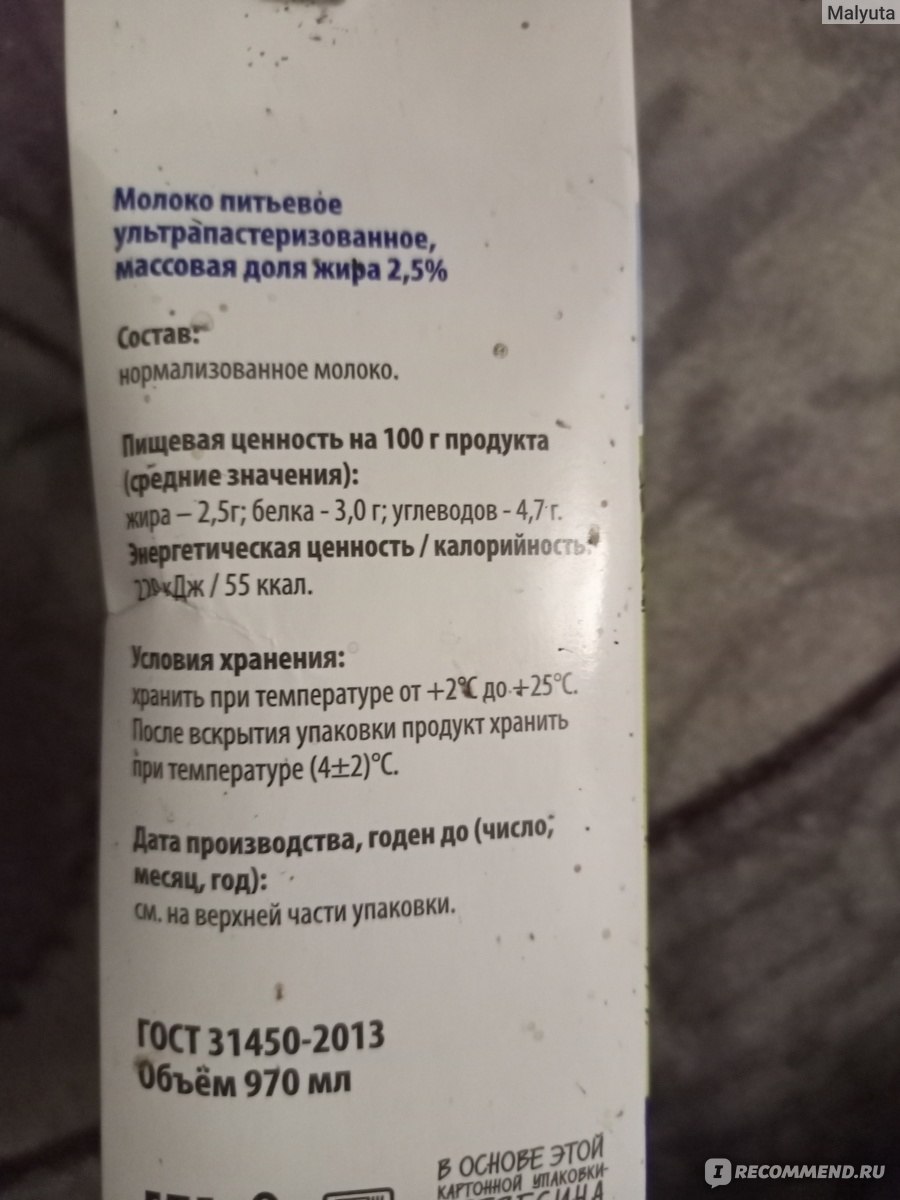 Malyuta
Молоко питьевое
ультрапастеризованное,
массовая доля жира 2,5%
Состав:
нормализованное молоко.
Пищевая ценность на 100 г продукта
(средние значения):
жира – 2,5г; белка - 3,0 г; углеводов - 4,7 г.
Энергетическая ценность / калорийность:
кДж / 55 ккал.
Условия хранения:
хранить при температуре от +2°С до +25°С.
После вскрытия упаковки продукт хранить
при температуре (4±2)°С.
Дата производства, годен до (число,
месяц, год):
см. на верхней части упаковки.
ГОСТ 31450-2013
Объём 970 мл
В ОСНОВЕ ЭТОЙ
КАРТОННОЙ УПАКОВКИ-
IRECOMMEND.RU